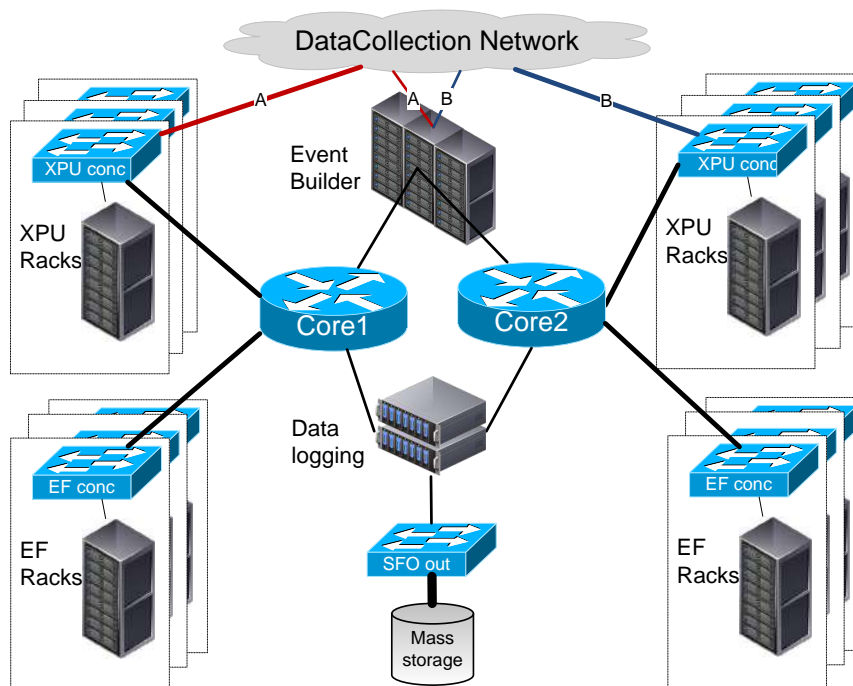 DataCollection Network
A
A
B
B
XPU conc
Event
Builder
XPU conc
XPU
Racks
XPU
Racks
Core1
Core2
Data
logging
EF conc
EF conc
EF
Racks
SFO out
EF
Racks
Mass
storage